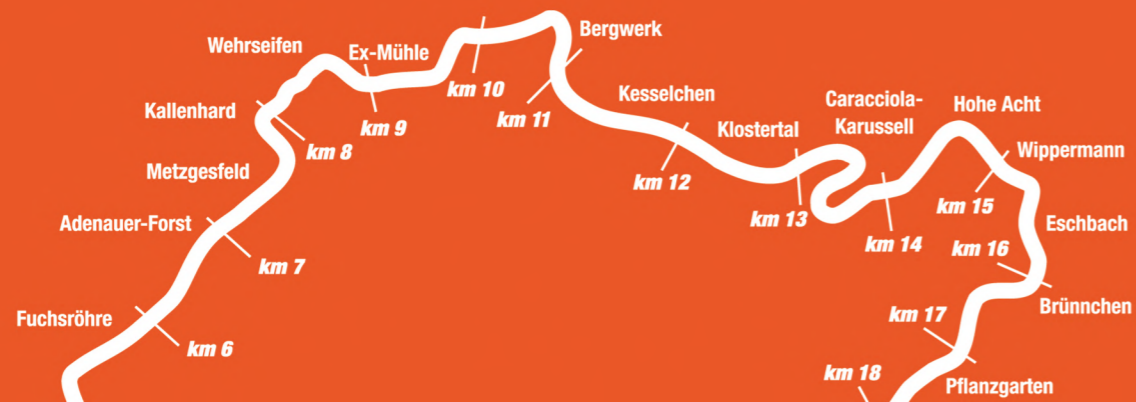 Fuchsröhre
km 6
Adenauer-Forst
km 7
Metzgesfeld
Kallenhard
km 8
Wehrseifen
Ex-Mühle
km 9
km 10
Bergwerk
km 11
Kesselchen
km 12
Klostertal
km 13
Caracciola-
Karussell
km 14
Hohe Acht
Wippermann
km 15
Eschbach
km 16
Brünnchen
km 17
Pflanzgarten
km 18